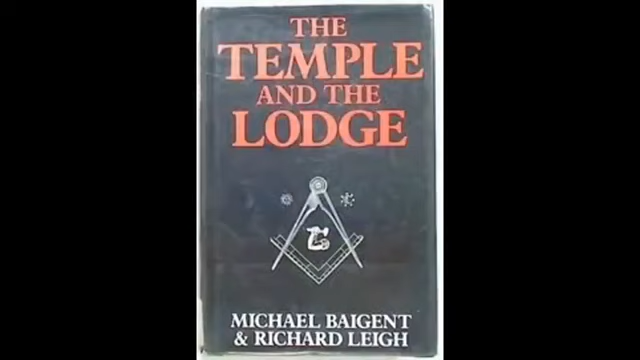 THE
TEMPLE
AND THE
LODGE
MICHAEL BAIGENT
& RICHARD LEIGH